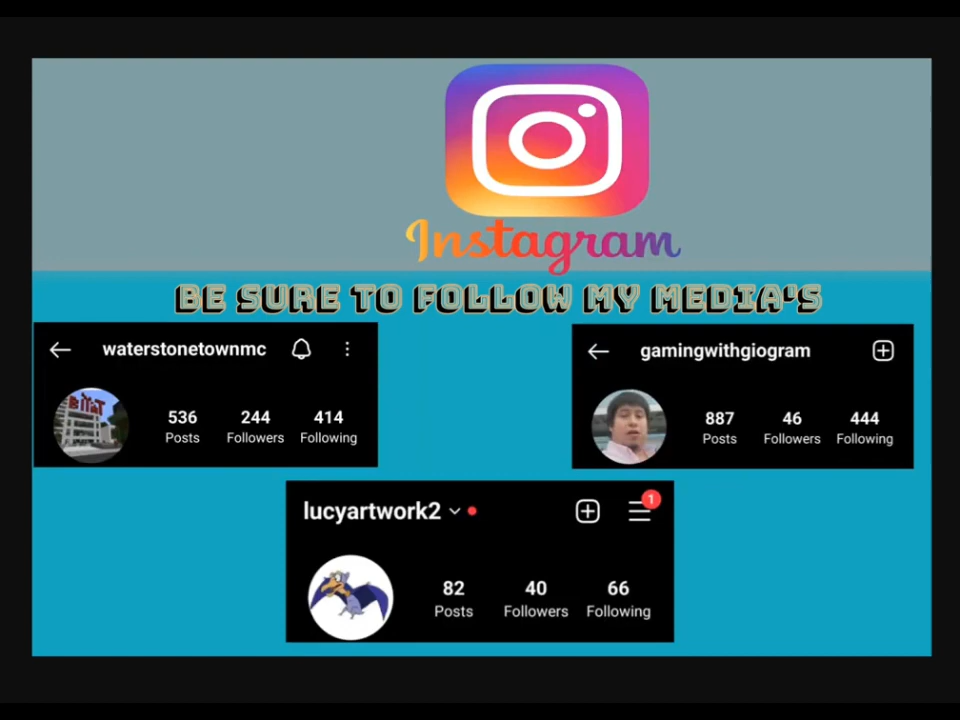 Instagram
BE SURE TO FOLLOW MY MEDIA'S
waterstonetownmc
536 244 414
Posts Followers Following
gamingwithgiogram
887 46 444
Posts Followers Following
lucyartwork2
1
82 40 66
Posts Followers Following